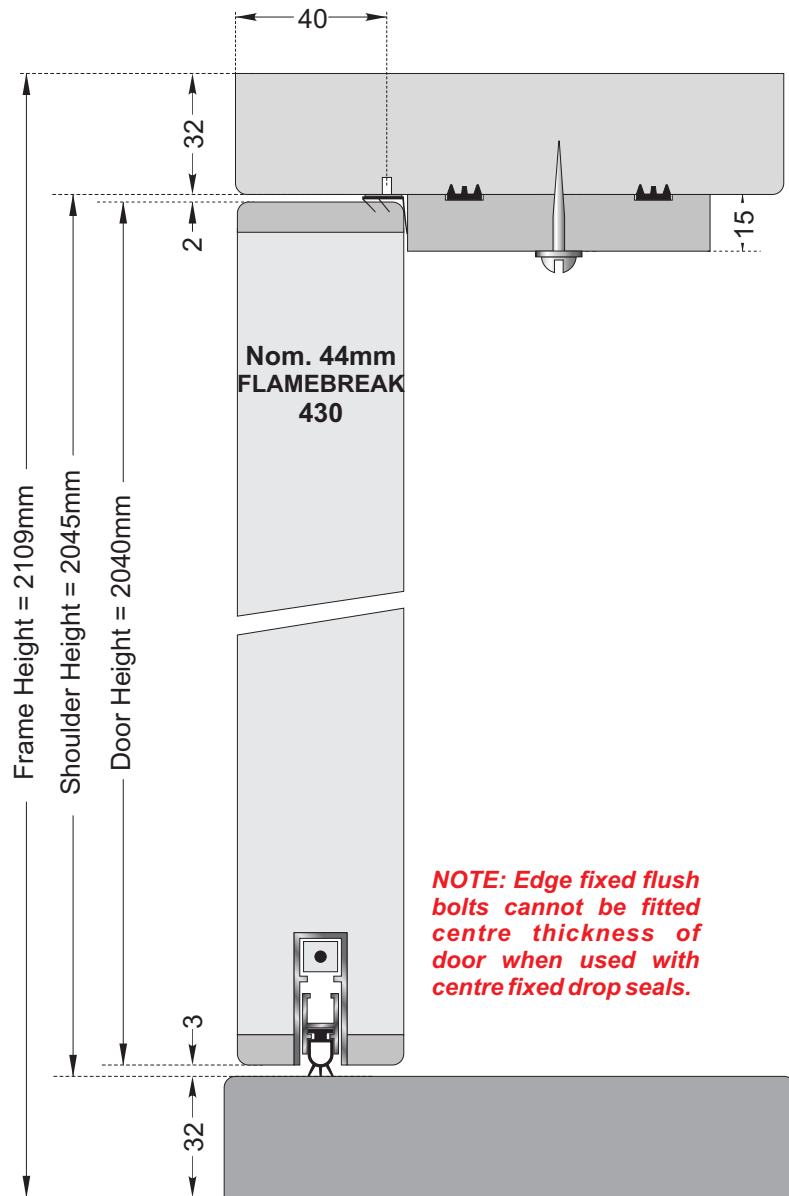 40
32
2
15
Nom. 44mm
FLAMEBREAK
430
Frame Height = 2109mm
Shoulder Height = 2045mm
Door Height = 2040mm
NOTE: Edge fixed flush
bolts cannot be fitted
centre thickness of
door when used with
centre fixed drop seals.
3
32